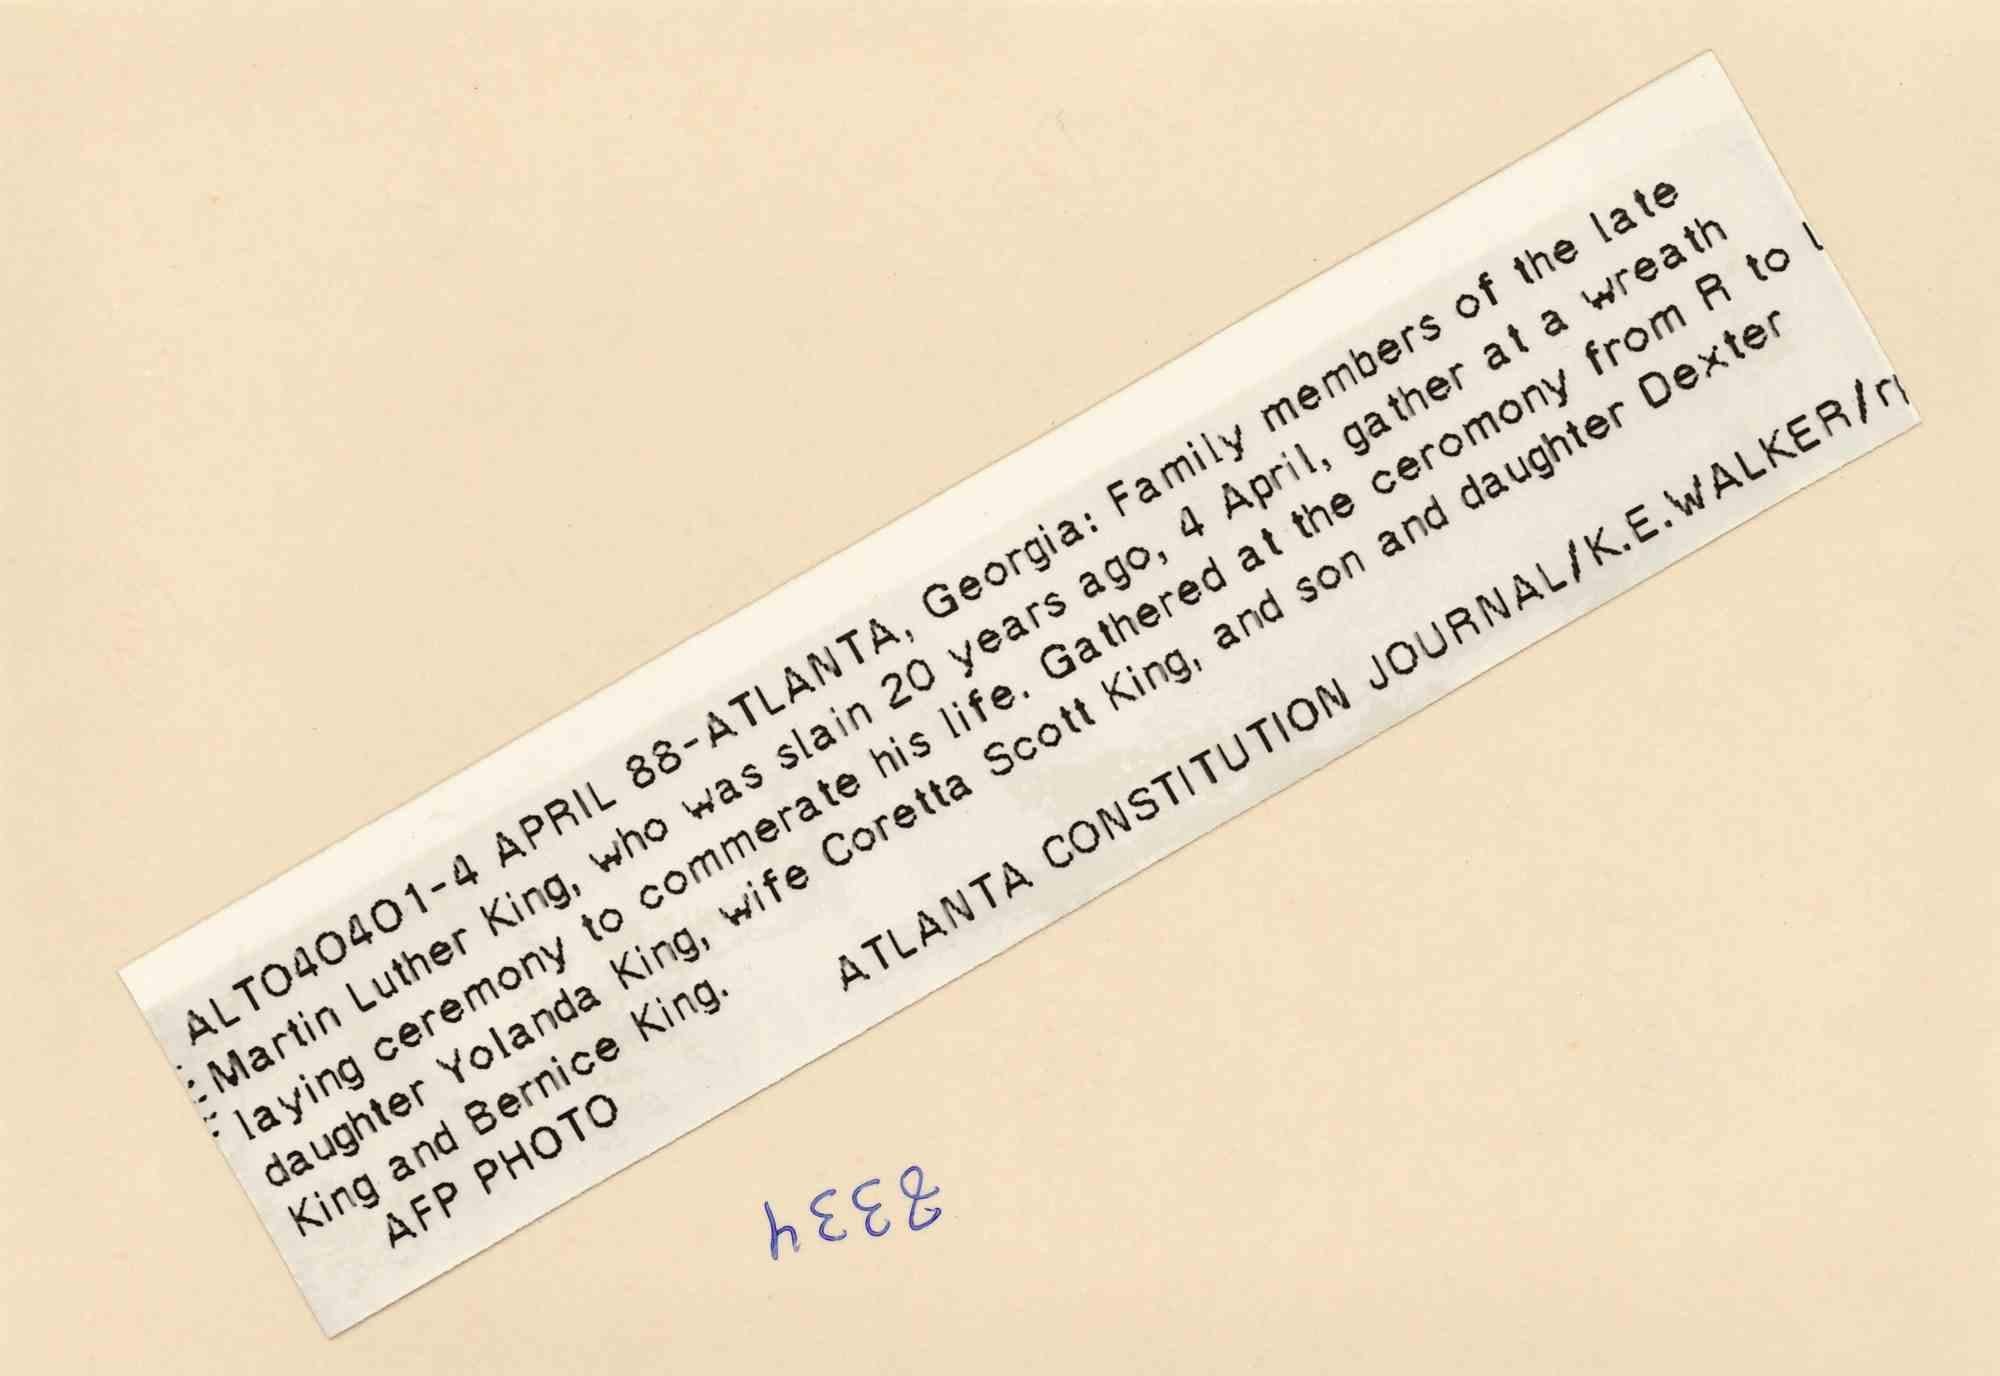 ALTO40401-4 APRIL 88-ATLANTA, Georgia: Family members of the late
Martin Luther King, who was slain 20 years ago, 4 April, gather at a wreath
laying ceremony to commerate his life. Gathered at the ceromony from R to L
daughter Yolanda King, wife Coretta Scott King, and son and daughter Dexter
King and Bernice King.
AFP PHOTO ATLANTA CONSTITUTION JOURNAL/K.E.WALKER/
8334